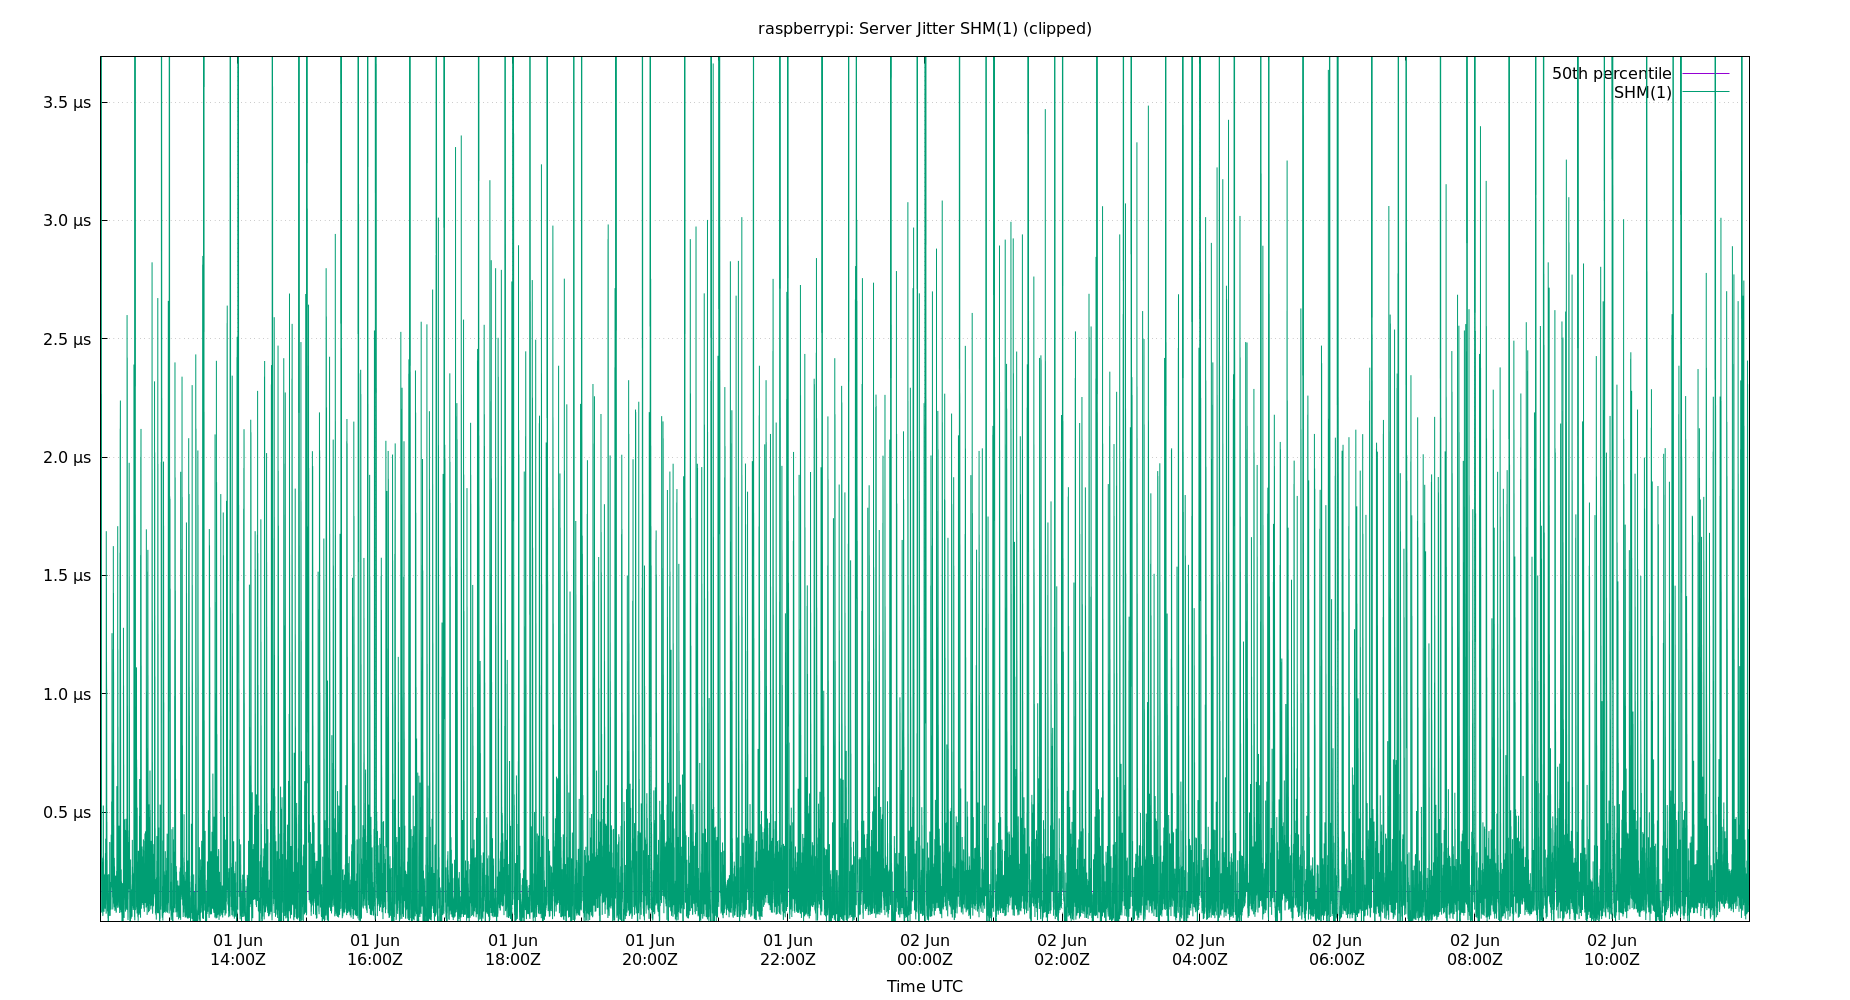 raspberrypi: Server Jitter SHM(1) (clipped)
50th percentile
SHM(1)
3.5 μs
3.0 μs
2.5 μs
2.0 μs
1.5 μs
1.0 μs
0.5 μs
01 Jun 01 Jun 01 Jun 01 Jun 01 Jun 02 Jun 02 Jun 02 Jun 02 Jun 02 Jun 02 Jun
14:00Z 16:00Z 18:00Z 20:00Z 22:00Z 00:00Z 02:00Z 04:00Z 06:00Z 08:00Z 10:00Z
Time UTC